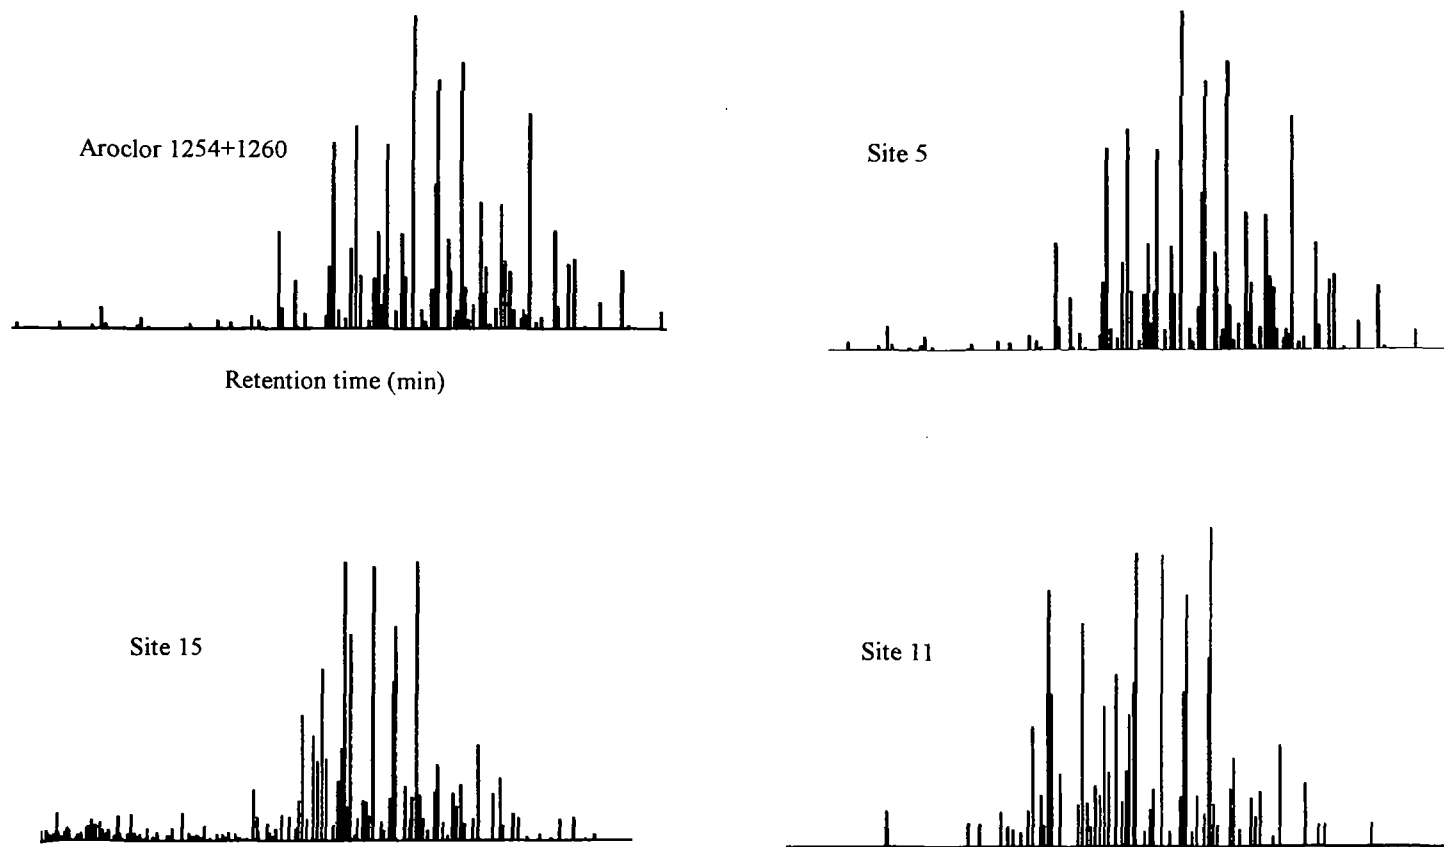 Aroclor 1254+1260
Site 5
Retention time (min)
Site 15
Site 11